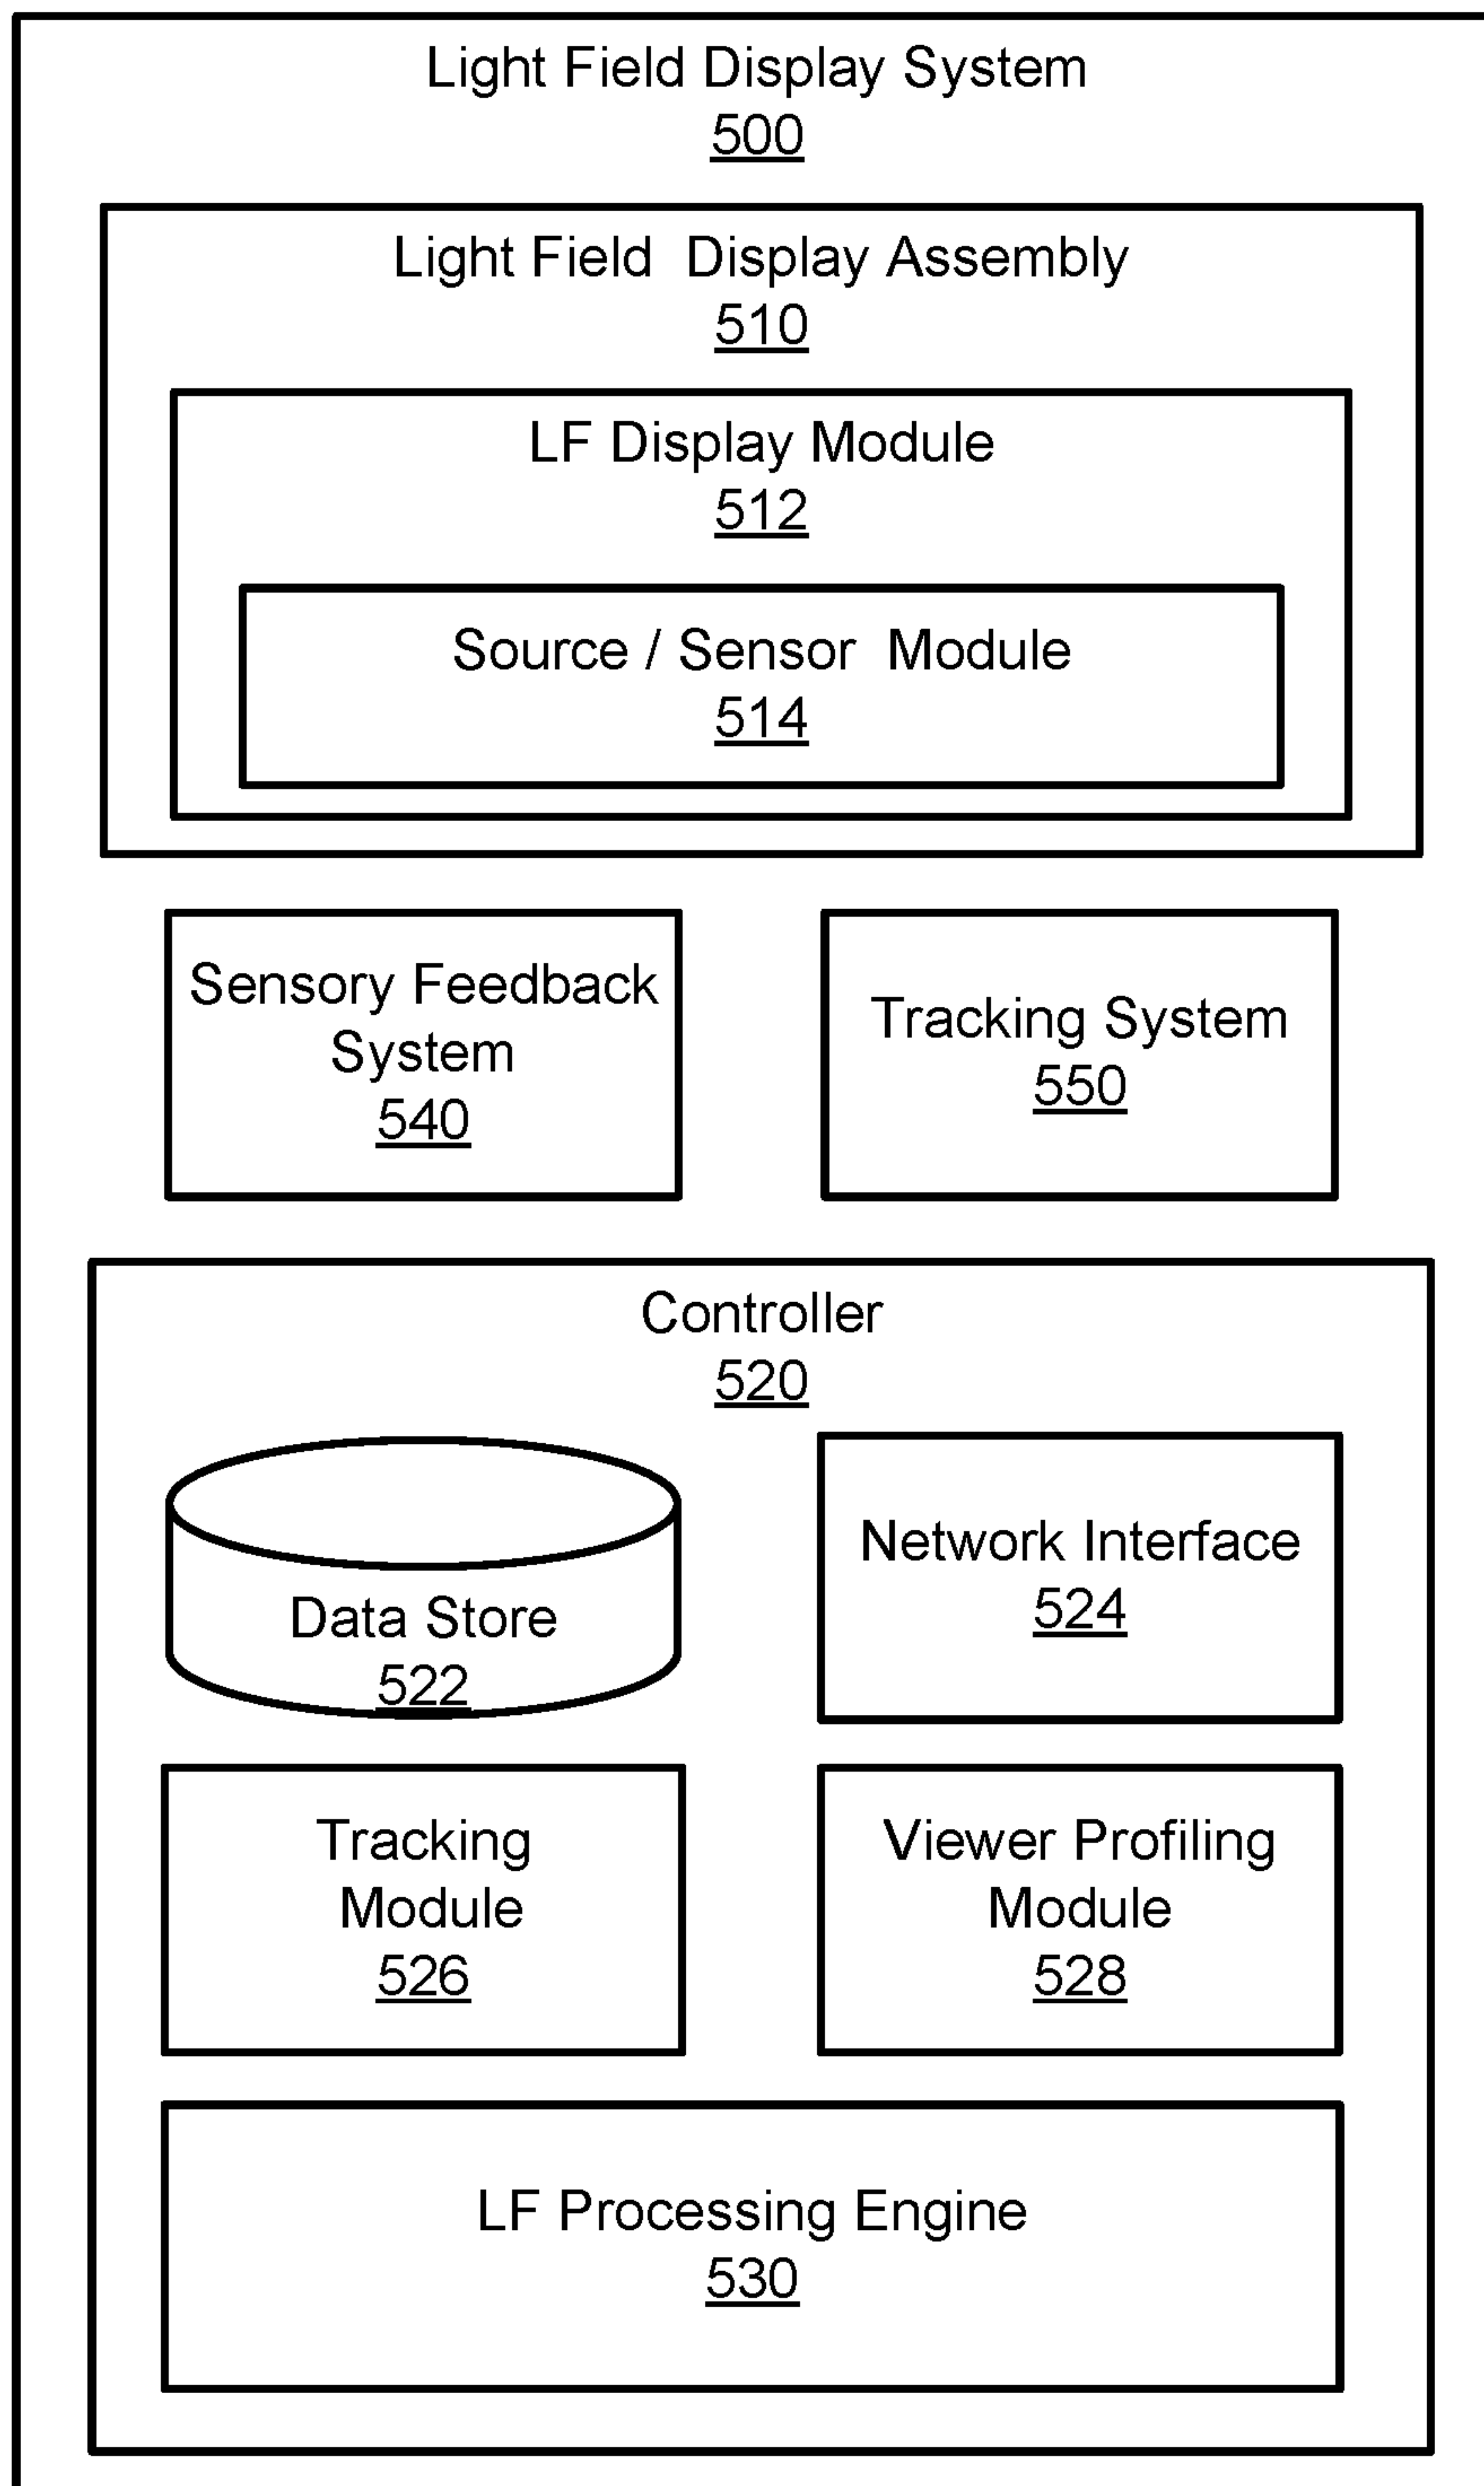 Light Field Display System
500
Light Field Display Assembly
510
LF Display Module
512
Source / Sensor Module
514
Sensory Feedback
System
540
Tracking System
550
Controller
520
Data Store
522
Network Interface
524
Tracking
Module
526
Viewer Profiling
Module
528
LF Processing Engine
530